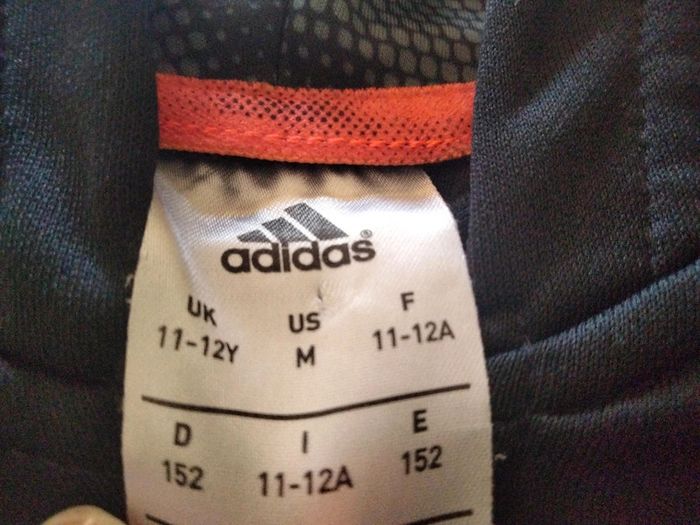 adidas®
UK US F
11-12Y M 11-12A
D I E
152 11-12A 152